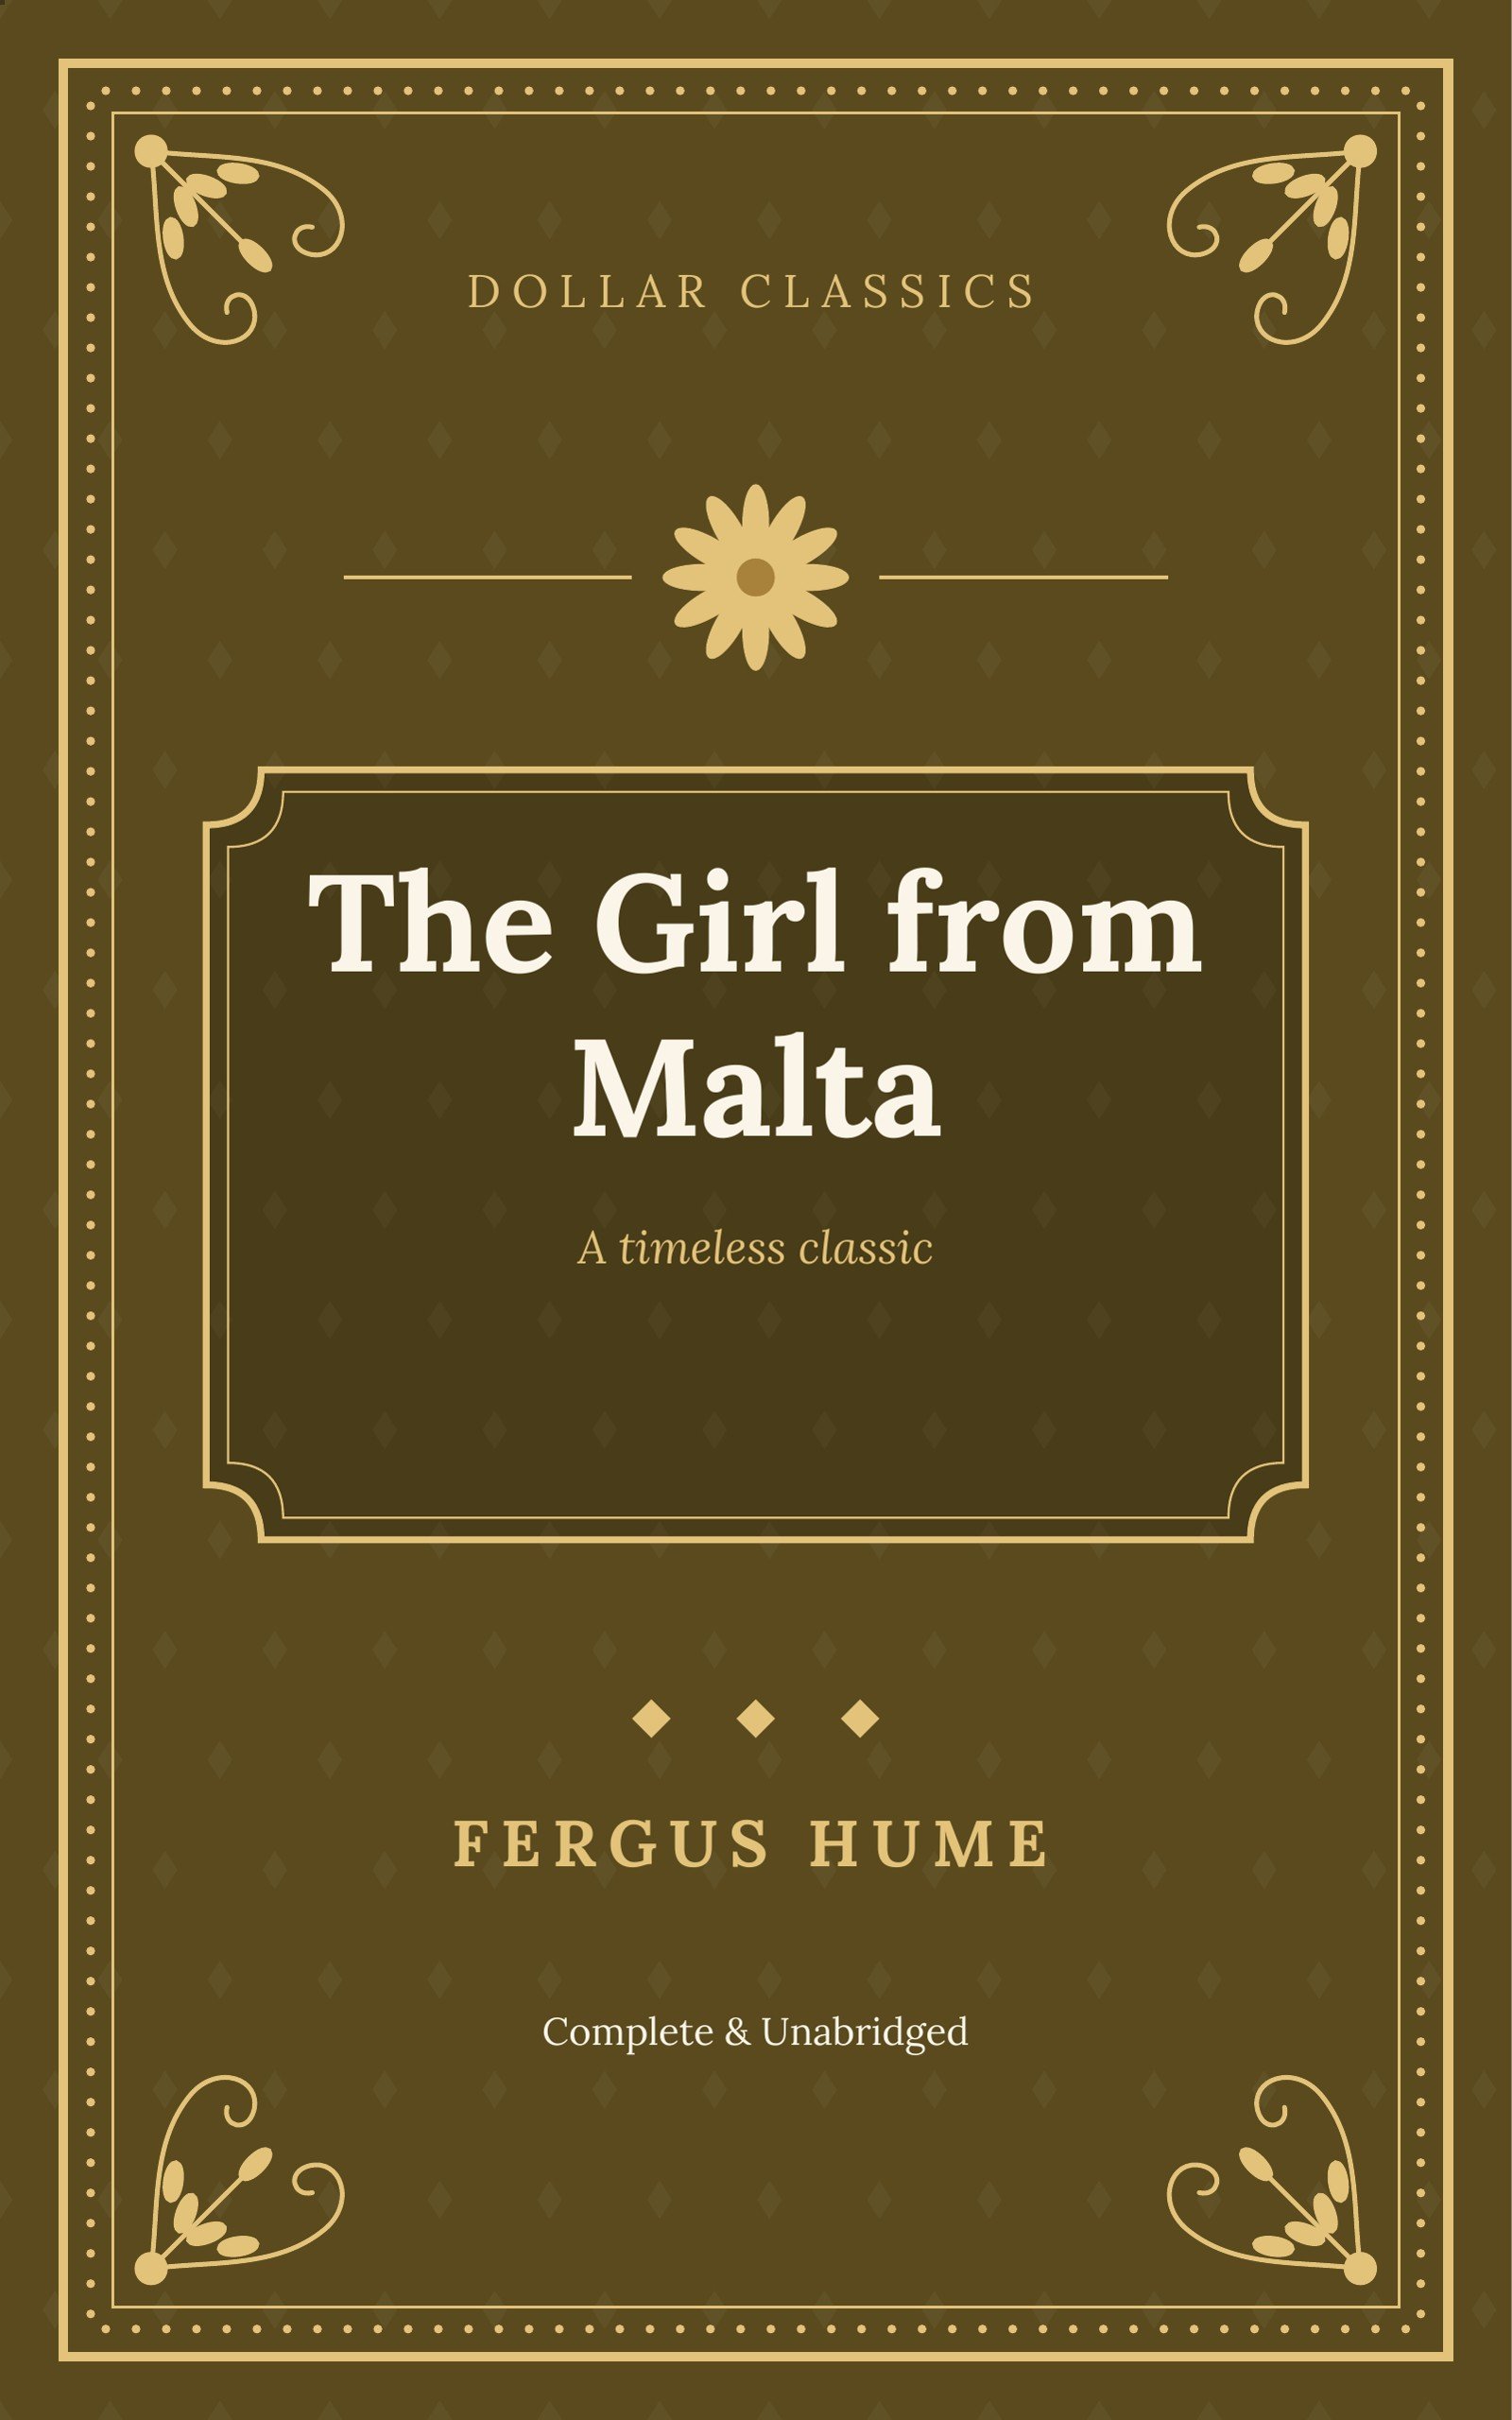 DOLLAR CLASSICS
The Girl from
Malta
A timeless classic
FERGUS HUME
Complete & Unabridged